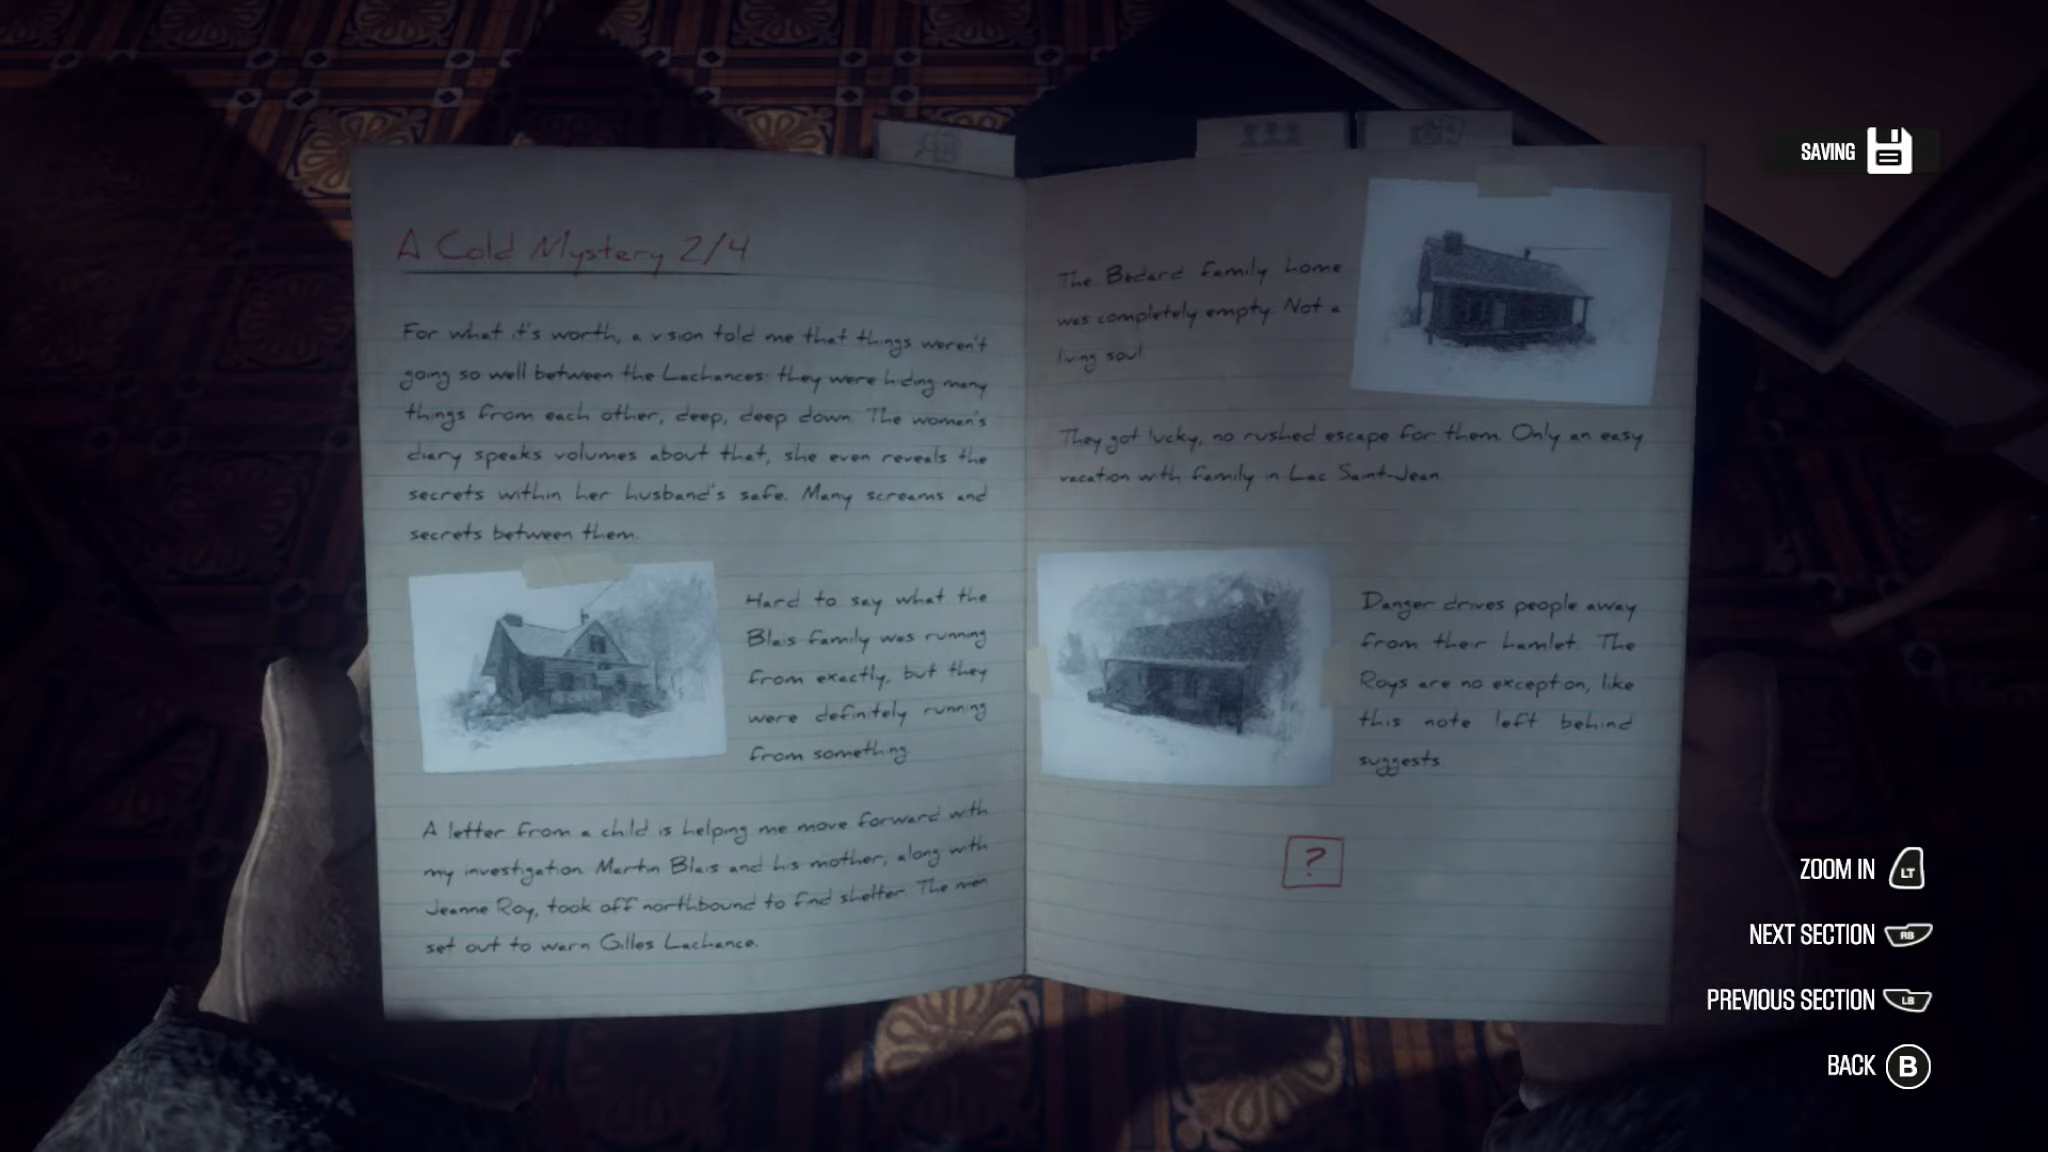 SAVING
A Cold Mystery 2/4
For what it's worth, a vision told me that things weren't
going so well between the Lachances: they were hiding many
things from each other, deep, deep down. The women's
diary speaks volumes about that, she even reveals the
secrets within her husband's safe. Many screams and
secrets between them.
Hard to say what the
Blais family was running
from exactly, but they
were definitely running
from something
A letter from a child is helping me move forward with
my investigation. Martin Blais and his mother, along with
Jeanne Roy, took off northbound to find shelter. The men
set out to warn Gilles Lachance.
The Bedard family home
was completely empty. Not a
living soul
They got lucky, no rushed escape for them. Only an easy
vacation with family in Lac Saint-Jean.
Danger drives people away
from their hamlet. The
Roys are no exception, like
this note left behind
suggests.
?
ZOOM IN LT
NEXT SECTION RB
PREVIOUS SECTION LB
BACK B